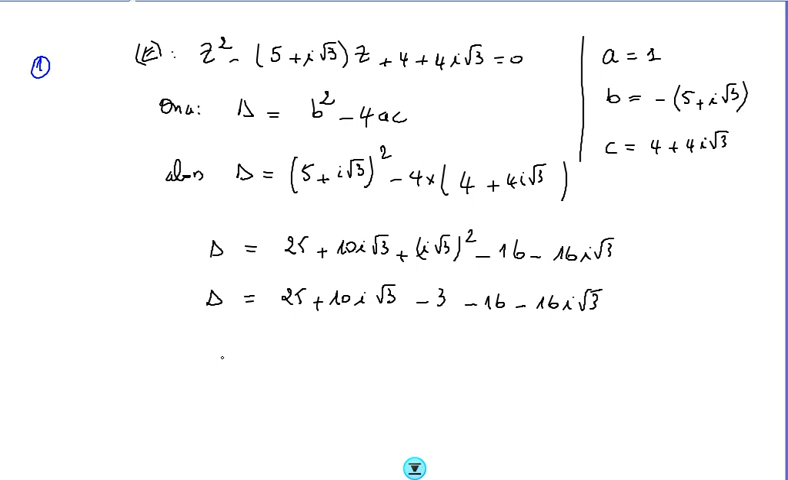 1
(E): Z² - (5 + i√3) Z + 4 + 4i√3 = 0
a = 1
On a: Δ = b² - 4ac
b = - (5 + i√3)
c = 4 + 4i√3
alors Δ = (5 + i√3)² - 4 × (4 + 4i√3)
Δ = 25 + 10i√3 + (i√3)² - 16 - 16i√3
Δ = 25 + 10i√3 - 3 - 16 - 16i√3